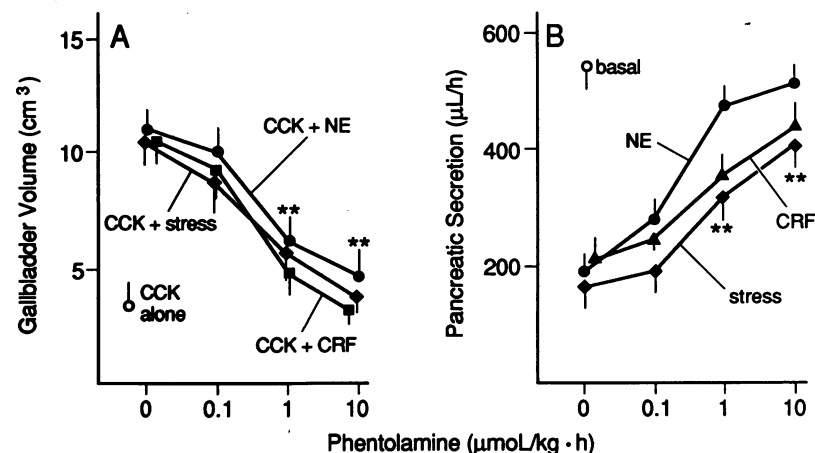 A
B
15
10
5
Gallbladder Volume (cm³)
CCK + NE
**
**
CCK + stress
CCK
alone
CCK + CRF
0
0.1
1
10
600
400
200
Pancreatic Secretion (μL/h)
basal
NE
**
**
CRF
stress
0
0.1
1
10
Phentolamine (μmoL/kg · h)